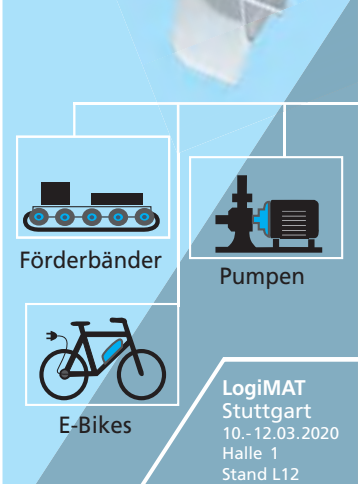 Förderbänder
Pumpen
E-Bikes
LogiMAT
Stuttgart
10.-12.03.2020
Halle 1
Stand L12